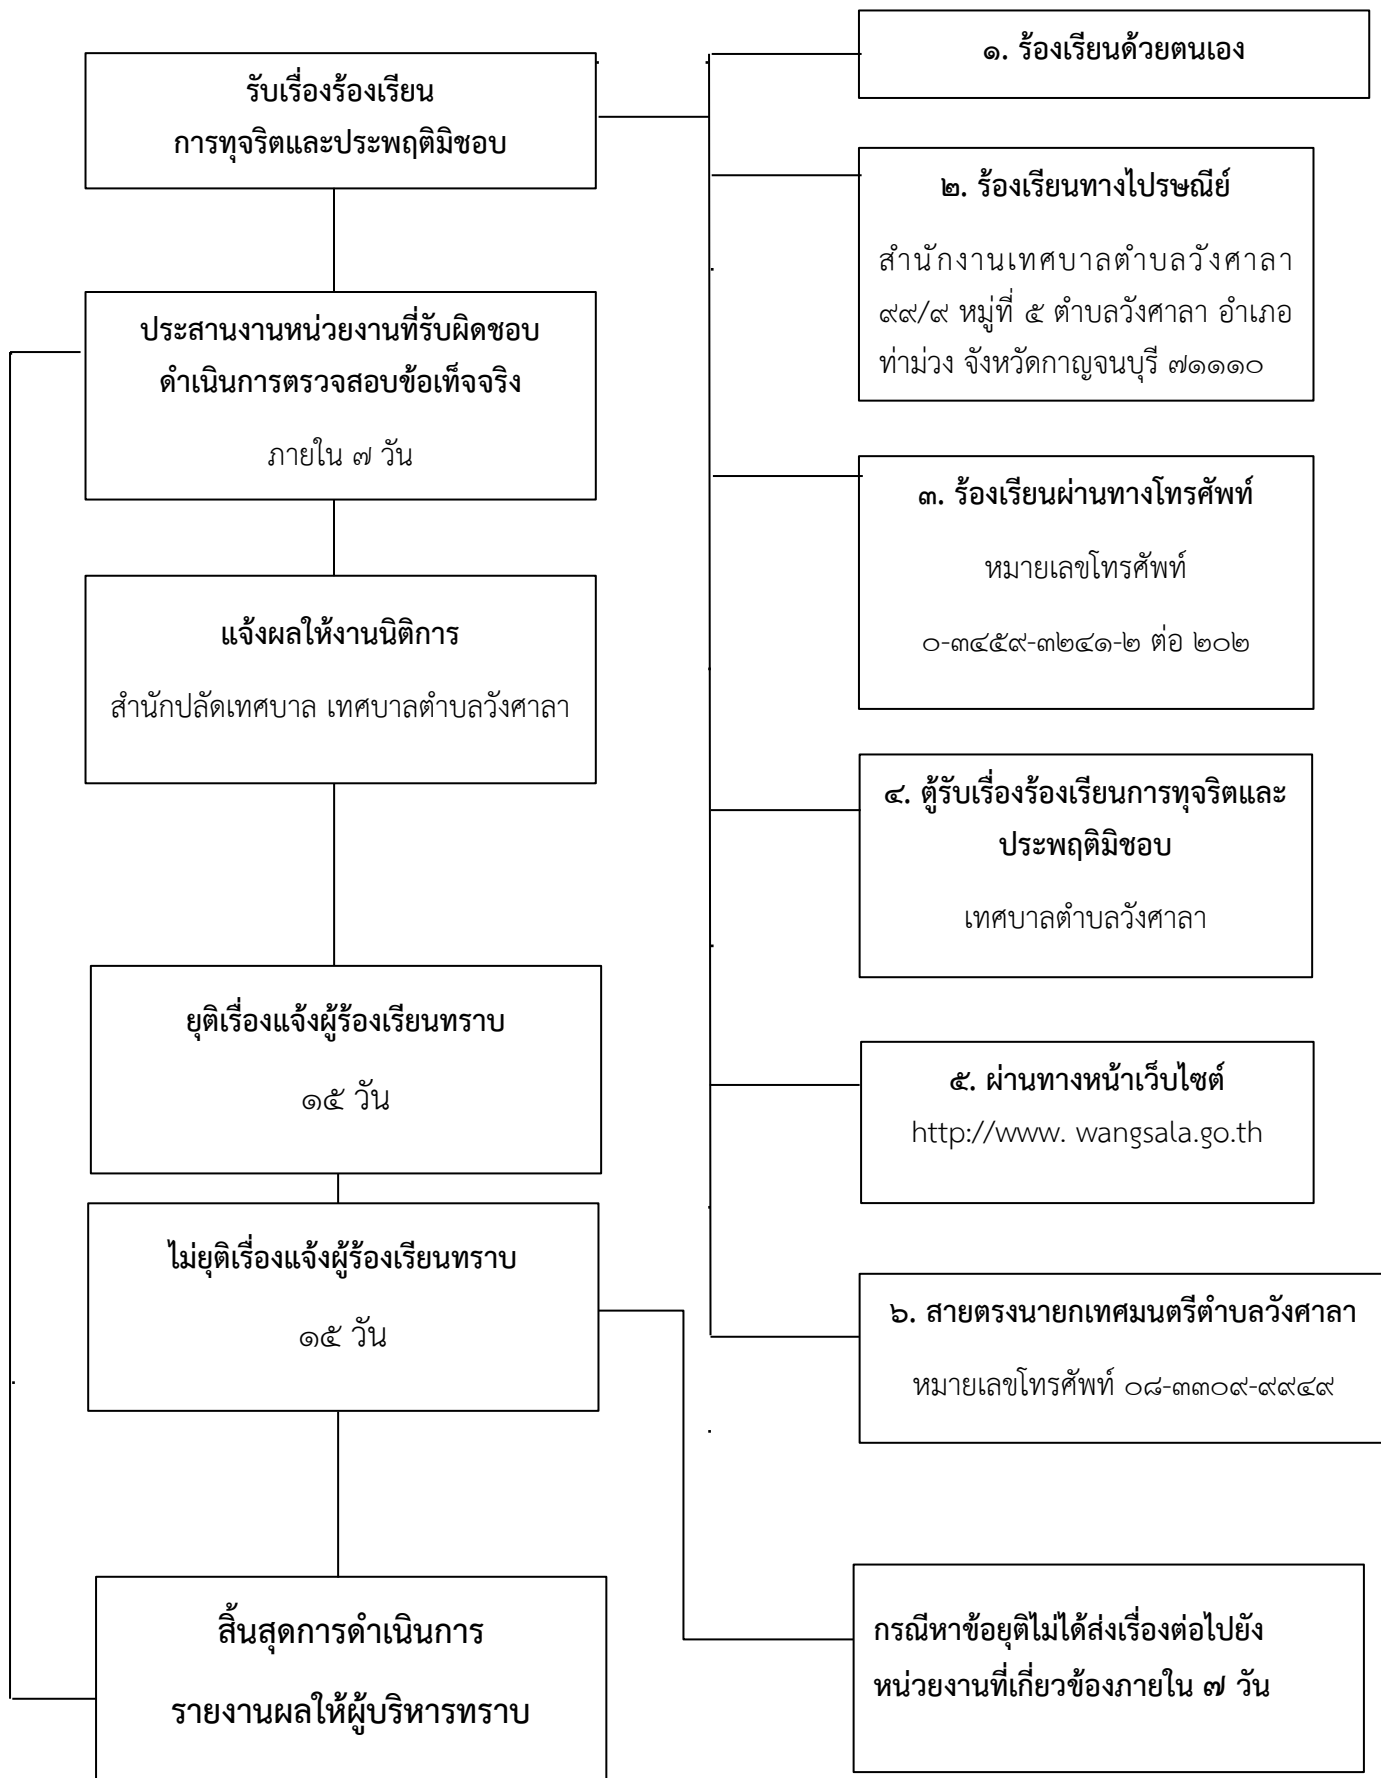 รับเรื่องร้องเรียน
การทุจริตและประพฤติมิชอบ
ประสานงานหน่วยงานที่รับผิดชอบ
ดำเนินการตรวจสอบข้อเท็จจริง
ภายใน ๗ วัน
แจ้งผลให้งานนิติการ
สำนักปลัดเทศบาล เทศบาลตำบลวังศาลา
ยุติเรื่องแจ้งผู้ร้องเรียนทราบ
๑๕ วัน
ไม่ยุติเรื่องแจ้งผู้ร้องเรียนทราบ
๑๕ วัน
สิ้นสุดการดำเนินการ
รายงานผลให้ผู้บริหารทราบ
๑. ร้องเรียนด้วยตนเอง
๒. ร้องเรียนทางไปรษณีย์
สำนักงานเทศบาลตำบลวังศาลา
๙๙/๙ หมู่ที่ ๕ ตำบลวังศาลา อำเภอ
ท่าม่วง จังหวัดกาญจนบุรี ๗๑๑๑๐
๓. ร้องเรียนผ่านทางโทรศัพท์
หมายเลขโทรศัพท์
๐-๓๔๕๙-๓๒๔๑-๒ ต่อ ๒๐๒
๔. ตู้รับเรื่องร้องเรียนการทุจริตและ
ประพฤติมิชอบ
เทศบาลตำบลวังศาลา
๕. ผ่านทางหน้าเว็บไซต์
http://www. wangsala.go.th
๖. สายตรงนายกเทศมนตรีตำบลวังศาลา
หมายเลขโทรศัพท์ ๐๘-๓๓๐๙-๙๙๔๙
กรณีหาข้อยุติไม่ได้ส่งเรื่องต่อไปยัง
หน่วยงานที่เกี่ยวข้องภายใน ๗ วัน